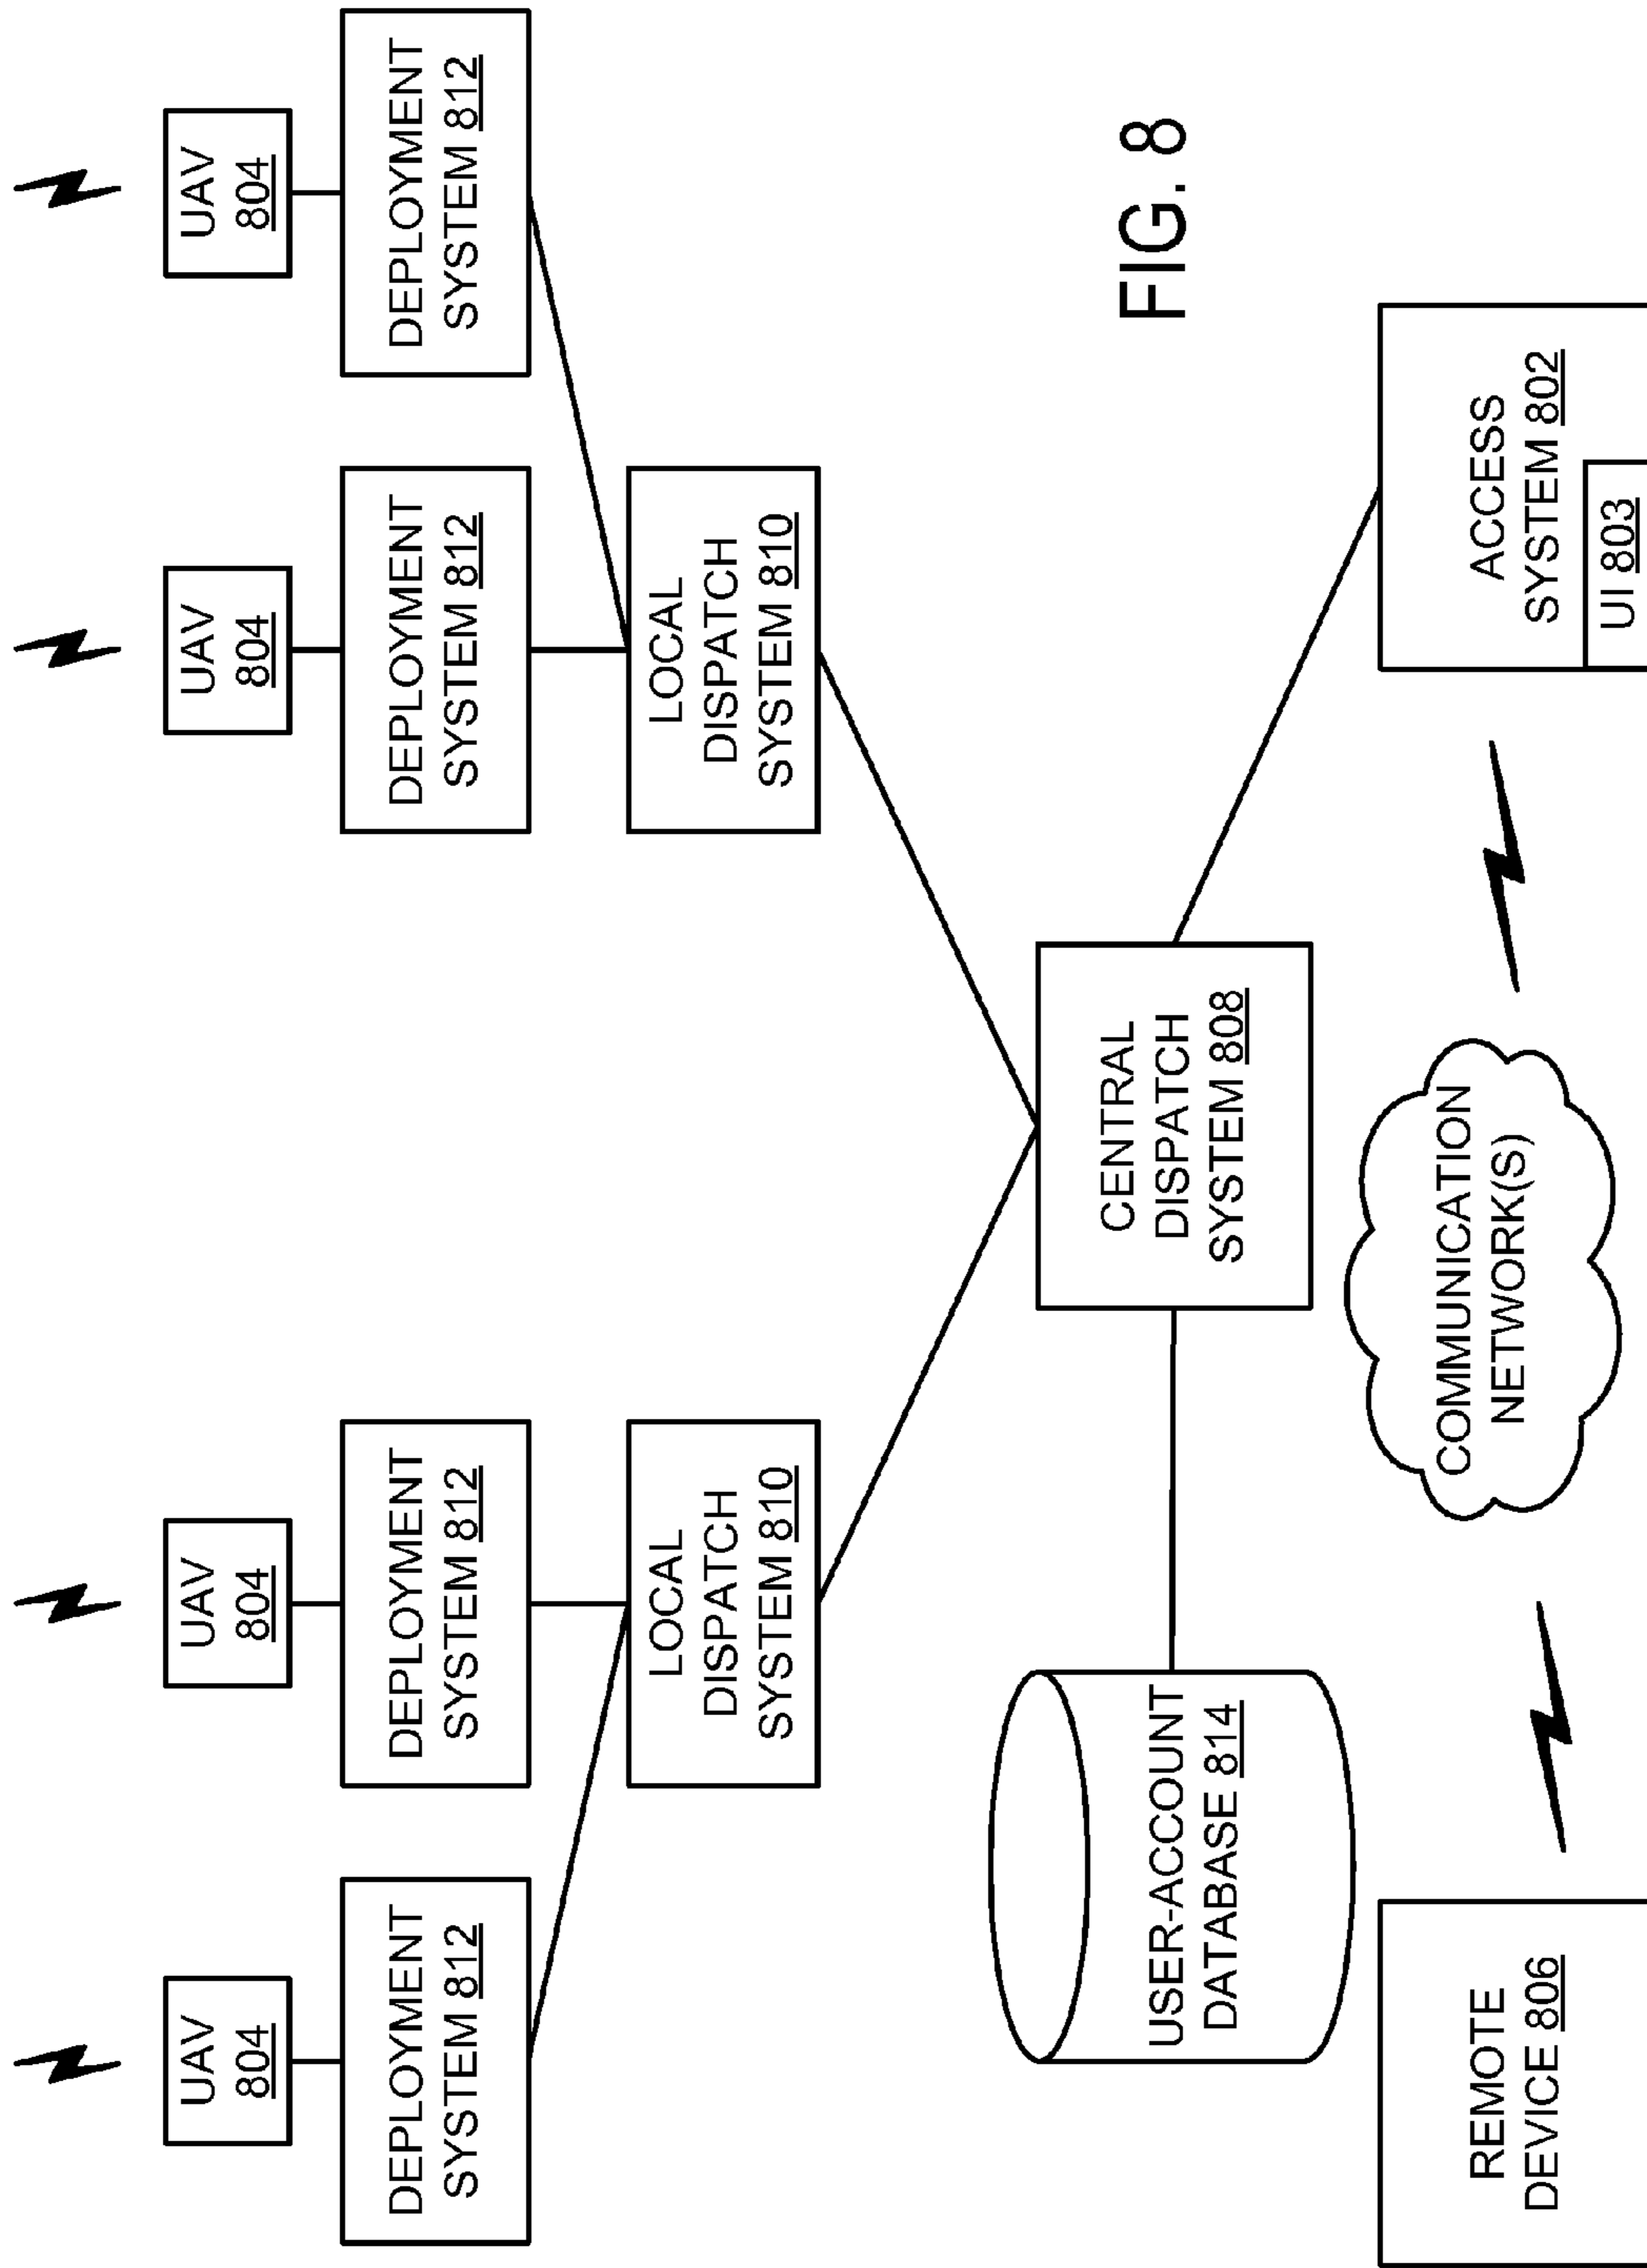 UAV
804
UAV
804
UAV
804
UAV
804
DEPLOYMENT
SYSTEM 812
DEPLOYMENT
SYSTEM 812
DEPLOYMENT
SYSTEM 812
DEPLOYMENT
SYSTEM 812
LOCAL
DISPATCH
SYSTEM 810
LOCAL
DISPATCH
SYSTEM 810
USER-ACCOUNT
DATABASE 814
CENTRAL
DISPATCH
SYSTEM 808
FIG. 8
REMOTE
DEVICE 806
COMMUNICATION
NETWORK(S)
ACCESS
SYSTEM 802
UI 803